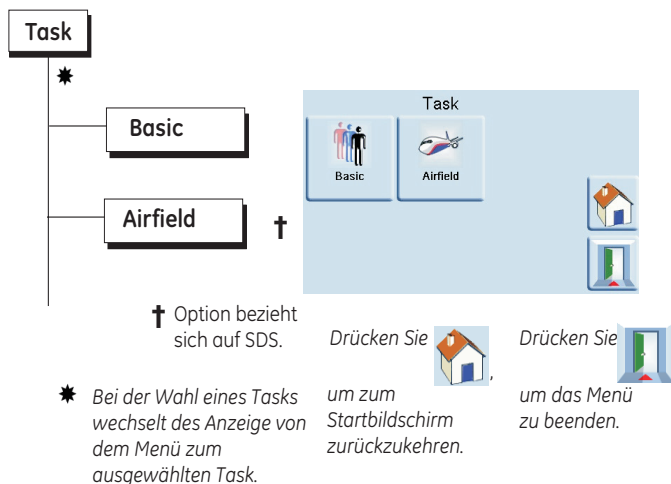 Task
✸
Basic
Airfield
†
Task
Basic
Airfield
† Option bezieht
sich auf SDS.
✸ Bei der Wahl eines Tasks
wechselt des Anzeige von
dem Menü zum
ausgewählten Task.
Drücken Sie ,
um zum
Startbildschirm
zurückzukehren.
Drücken Sie
um das Menü
zu beenden.